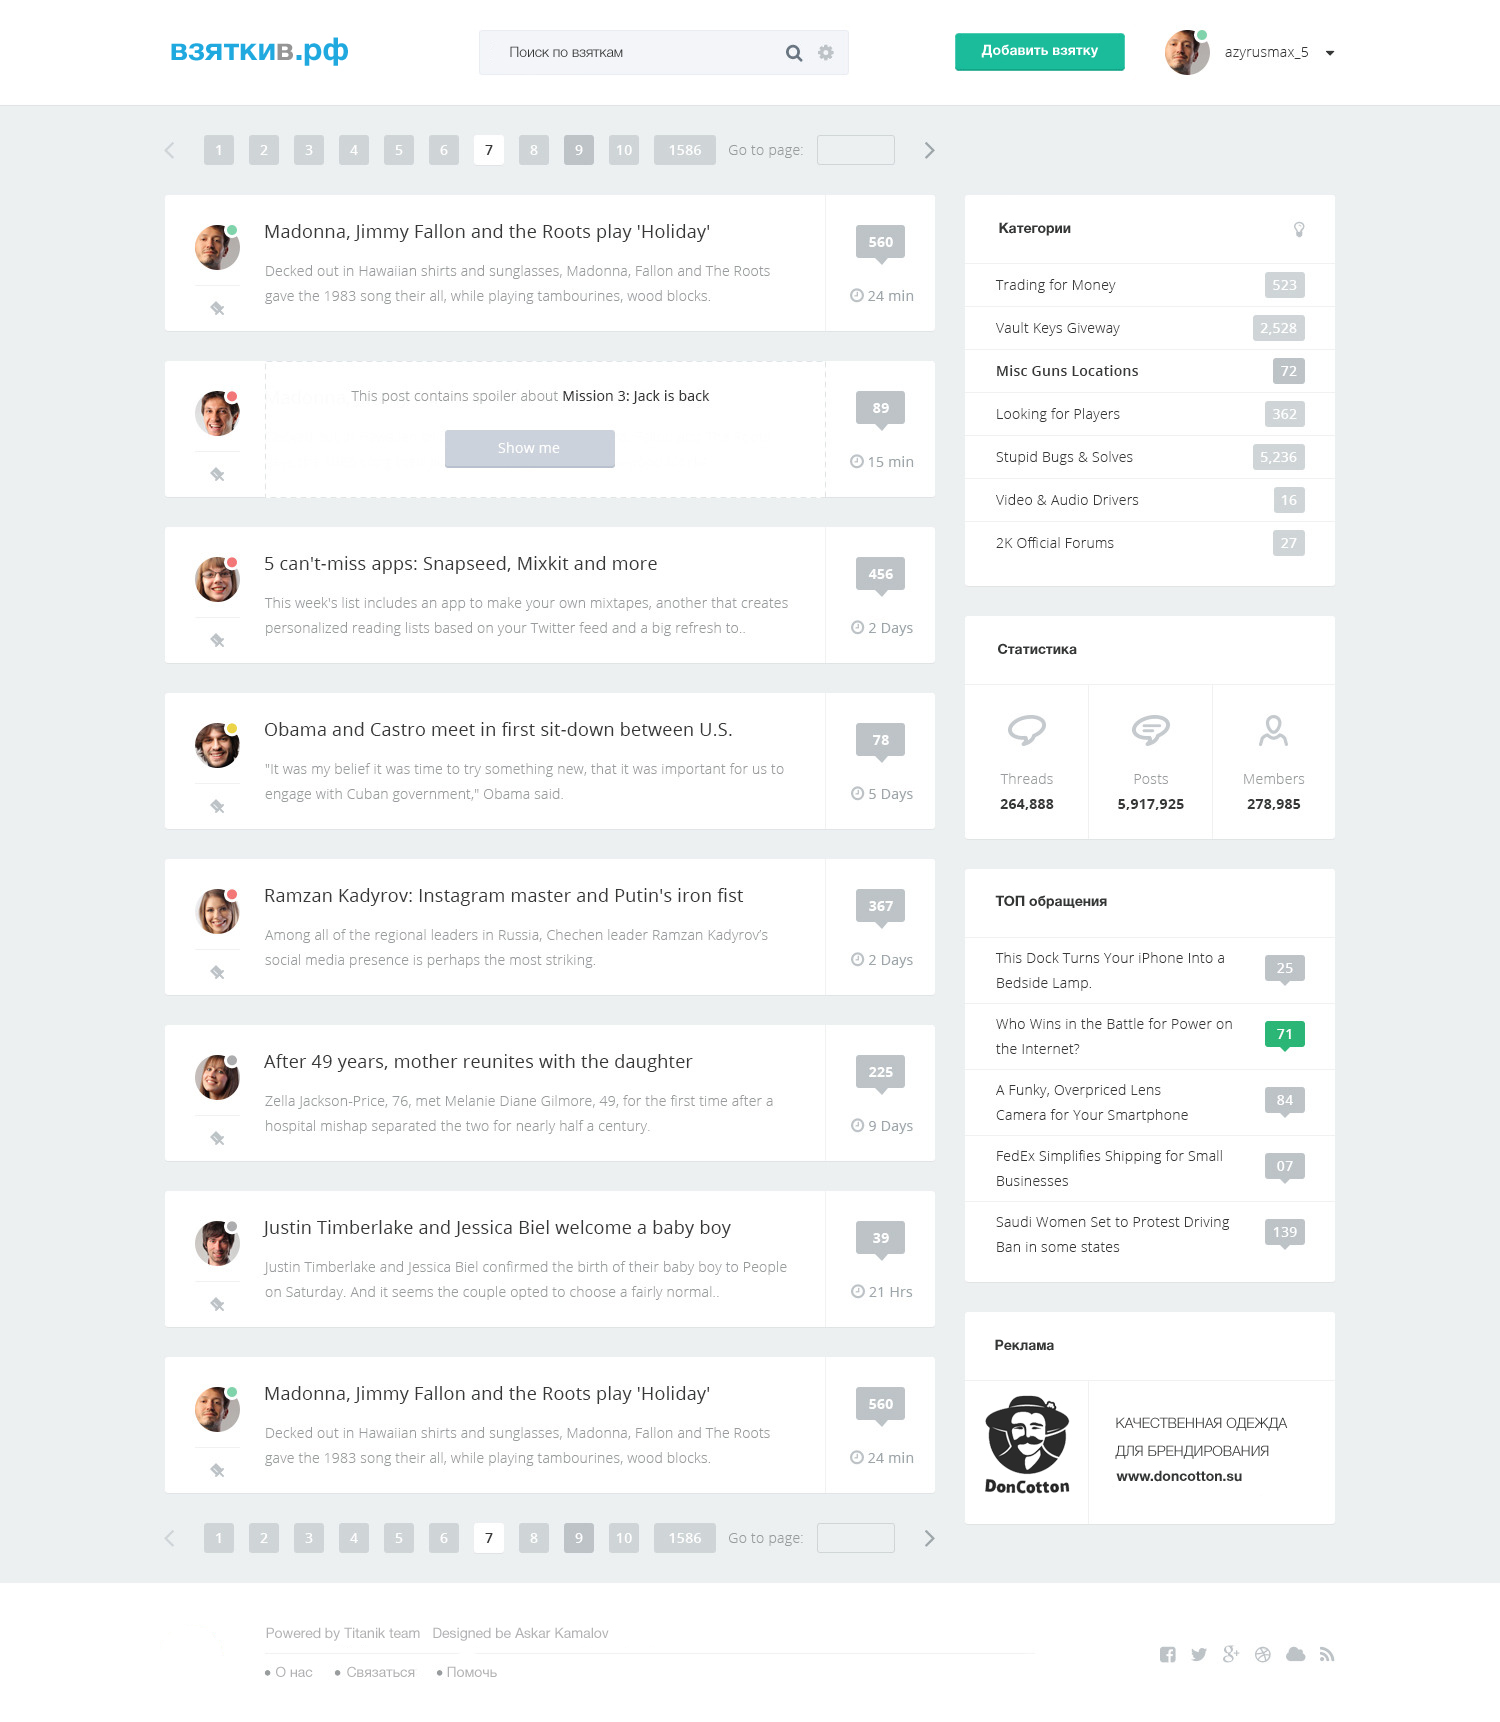 взяткив.рф
Поиск по взяткам
Добавить взятку
azyrusmax_5
1 2 3 4 5 6 7 8 9 10 1586 Go to page:
Madonna, Jimmy Fallon and the Roots play 'Holiday'
Decked out in Hawaiian shirts and sunglasses, Madonna, Fallon and The Roots
gave the 1983 song their all, while playing tambourines, wood blocks.
560
24 min
This post contains spoiler about Mission 3: Jack is back
Show me
89
15 min
5 can't-miss apps: Snapseed, Mixkit and more
This week's list includes an app to make your own mixtapes, another that creates
personalized reading lists based on your Twitter feed and a big refresh to..
456
2 Days
Obama and Castro meet in first sit-down between U.S.
"It was my belief it was time to try something new, that it was important for us to
engage with Cuban government," Obama said.
78
5 Days
Ramzan Kadyrov: Instagram master and Putin's iron fist
Among all of the regional leaders in Russia, Chechen leader Ramzan Kadyrov’s
social media presence is perhaps the most striking.
367
2 Days
After 49 years, mother reunites with the daughter
Zella Jackson-Price, 76, met Melanie Diane Gilmore, 49, for the first time after a
hospital mishap separated the two for nearly half a century.
225
9 Days
Justin Timberlake and Jessica Biel welcome a baby boy
Justin Timberlake and Jessica Biel confirmed the birth of their baby boy to People
on Saturday. And it seems the couple opted to choose a fairly normal..
39
21 Hrs
Madonna, Jimmy Fallon and the Roots play 'Holiday'
Decked out in Hawaiian shirts and sunglasses, Madonna, Fallon and The Roots
gave the 1983 song their all, while playing tambourines, wood blocks.
560
24 min
1 2 3 4 5 6 7 8 9 10 1586 Go to page:
Категории
Trading for Money 523
Vault Keys Giveway 2,528
Misc Guns Locations 72
Looking for Players 362
Stupid Bugs & Solves 5,236
Video & Audio Drivers 16
2K Official Forums 27
Статистика
Threads Posts Members
264,888 5,917,925 278,985
ТОП обращения
This Dock Turns Your iPhone Into a
Bedside Lamp.
25
Who Wins in the Battle for Power on
the Internet?
71
A Funky, Overpriced Lens
Camera for Your Smartphone
84
FedEx Simplifies Shipping for Small
Businesses
07
Saudi Women Set to Protest Driving
Ban in some states
139
Реклама
DonCotton
КАЧЕСТВЕННАЯ ОДЕЖДА
ДЛЯ БРЕНДИРОВАНИЯ
www.doncotton.su
Powered by Titanik team Designed be Askar Kamalov
• О нас • Связаться • Помочь